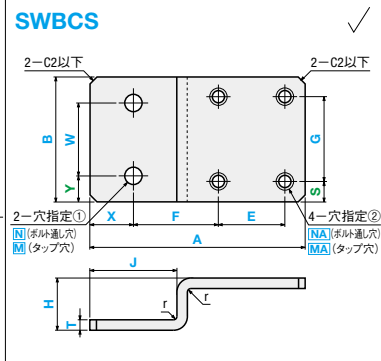 SWBCS
2−C2以下
2−C2以下
B
W
Y
G
S
2−穴指定①
N (ボルト通し穴)
M (タップ穴)
X
F
E
A
4−穴指定②
NA (ボルト通し穴)
MA (タップ穴)
J
H
T
r
r